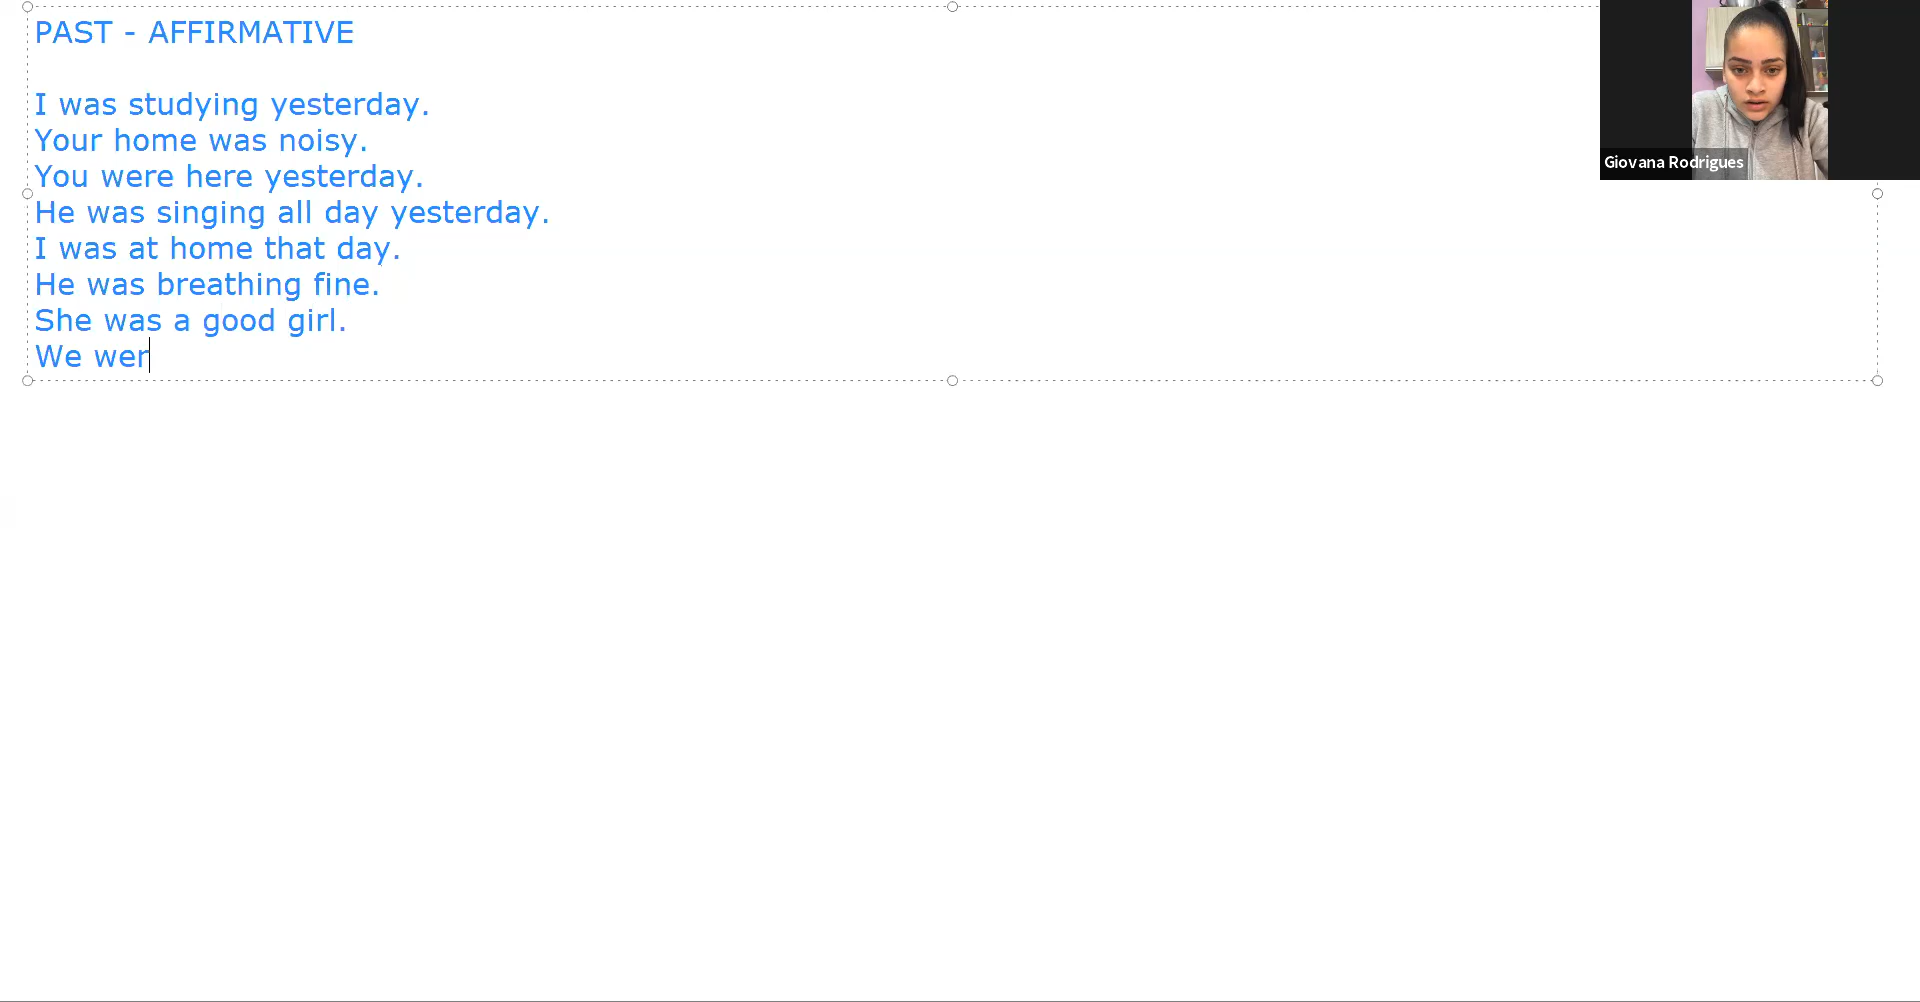 PAST - AFFIRMATIVE
I was studying yesterday.
Your home was noisy.
You were here yesterday.
He was singing all day yesterday.
I was at home that day.
He was breathing fine.
She was a good girl.
We wer
Giovana Rodrigues